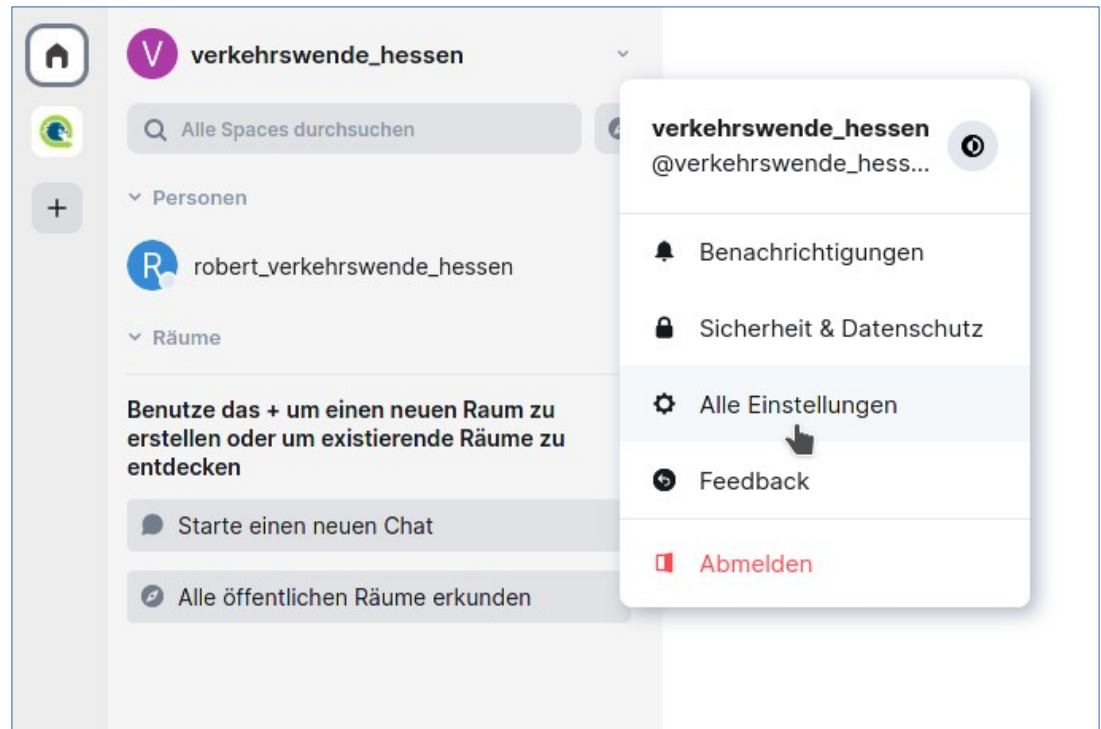 V verkehrswende_hessen
Alle Spaces durchsuchen
Personen
R robert_verkehrswende_hessen
Räume
Benutze das + um einen neuen Raum zu
erstellen oder um existierende Räume zu
entdecken
Starte einen neuen Chat
Alle öffentlichen Räume erkunden
verkehrswende_hessen
@verkehrswende_hess...
Benachrichtigungen
Sicherheit & Datenschutz
Alle Einstellungen
Feedback
Abmelden